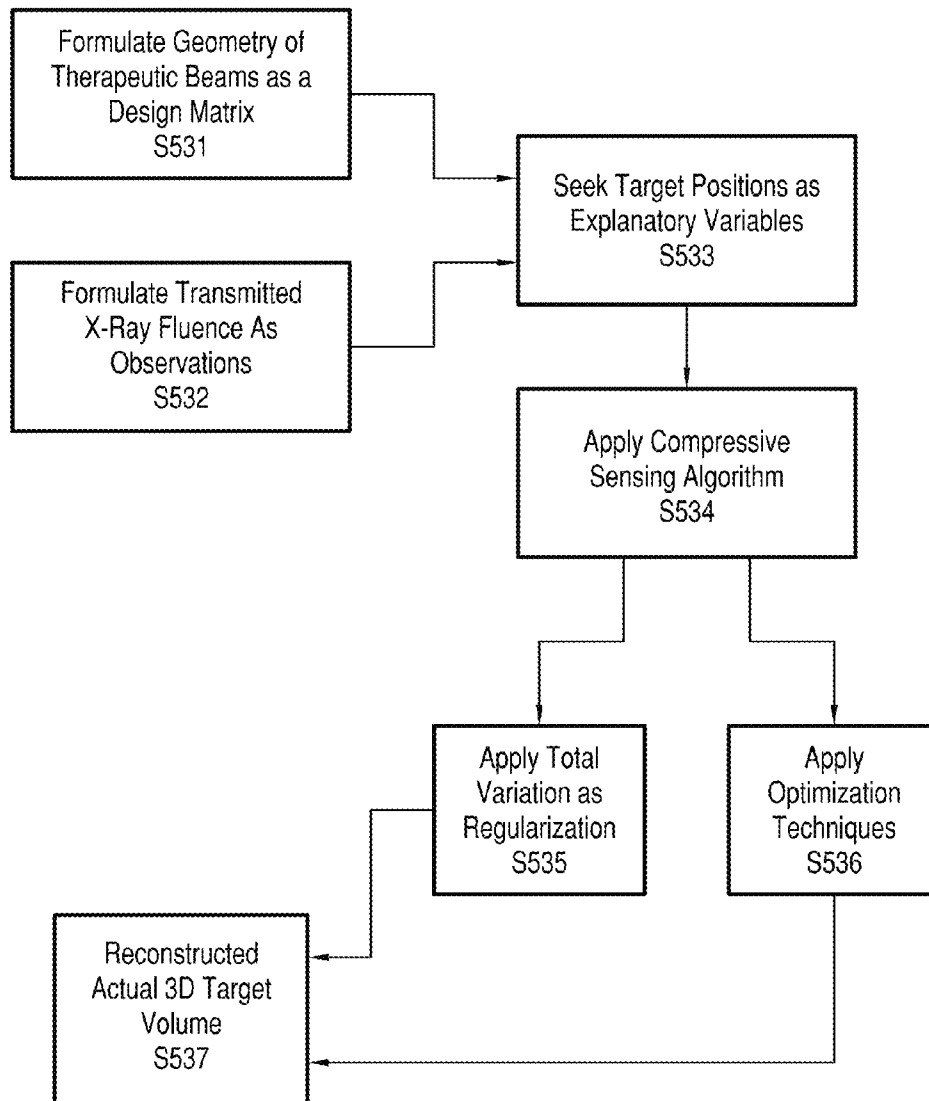 Formulate Geometry of
Therapeutic Beams as a
Design Matrix
S531
Formulate Transmitted
X-Ray Fluence As
Observations
S532
Seek Target Positions as
Explanatory Variables
S533
Apply Compressive
Sensing Algorithm
S534
Apply Total
Variation as
Regularization
S535
Apply
Optimization
Techniques
S536
Reconstructed
Actual 3D Target
Volume
S537